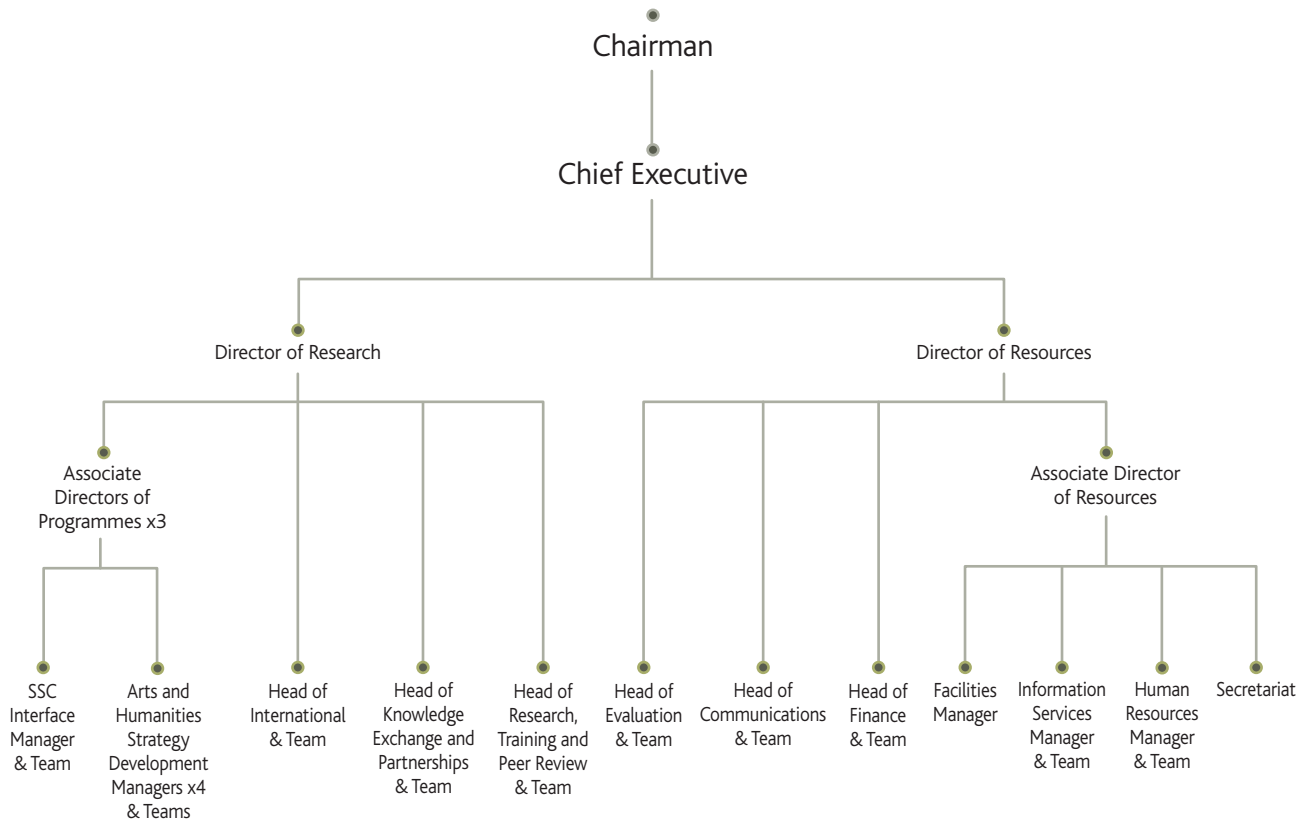 Chairman
Chief Executive
Director of Research
Director of Resources
Associate
Directors of
Programmes x3
Associate Director
of Resources
SSC
Interface
Manager
& Team
Arts and
Humanities
Strategy
Development
Managers x4
& Teams
Head of
International
& Team
Head of
Knowledge
Exchange and
Partnerships
& Team
Head of
Research,
Training and
Peer Review
& Team
Head of
Evaluation
& Team
Head of
Communications
& Team
Head of
Finance
& Team
Facilities
Manager
Information
Services
Manager
& Team
Human
Resources
Manager
& Team
Secretariat